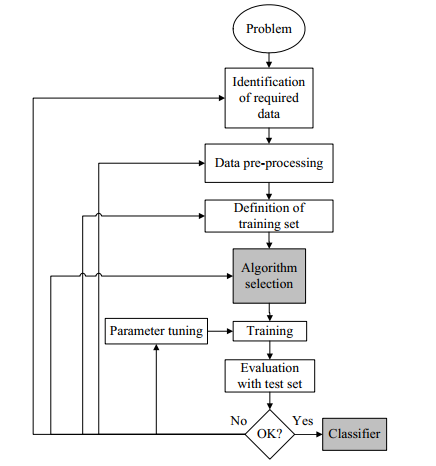 Problem
Identification
of required
data
Data pre-processing
Definition of
training set
Algorithm
selection
Parameter tuning
Training
Evaluation
with test set
No
Yes
OK?
Classifier